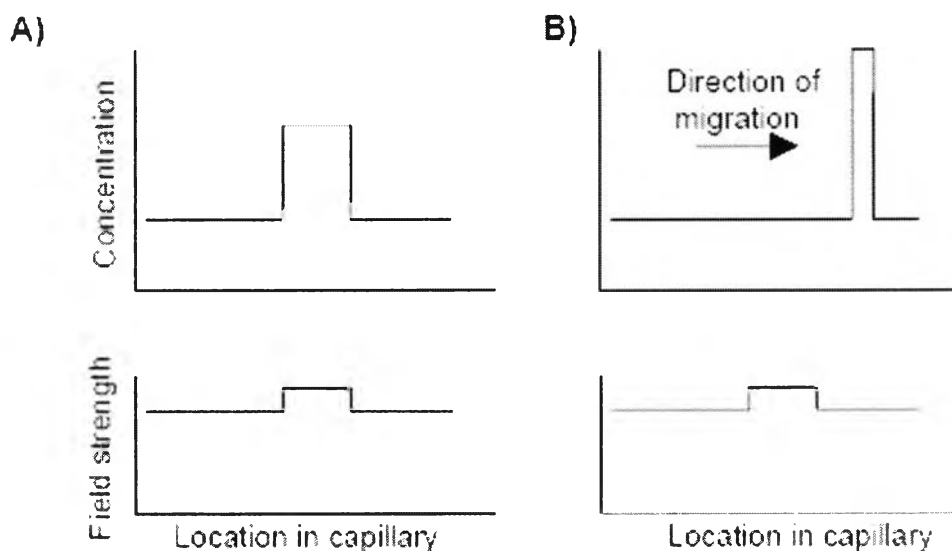 A)
B)
Concentration
Direction of
migration
Field strength
Location in capillary
Location in capillary